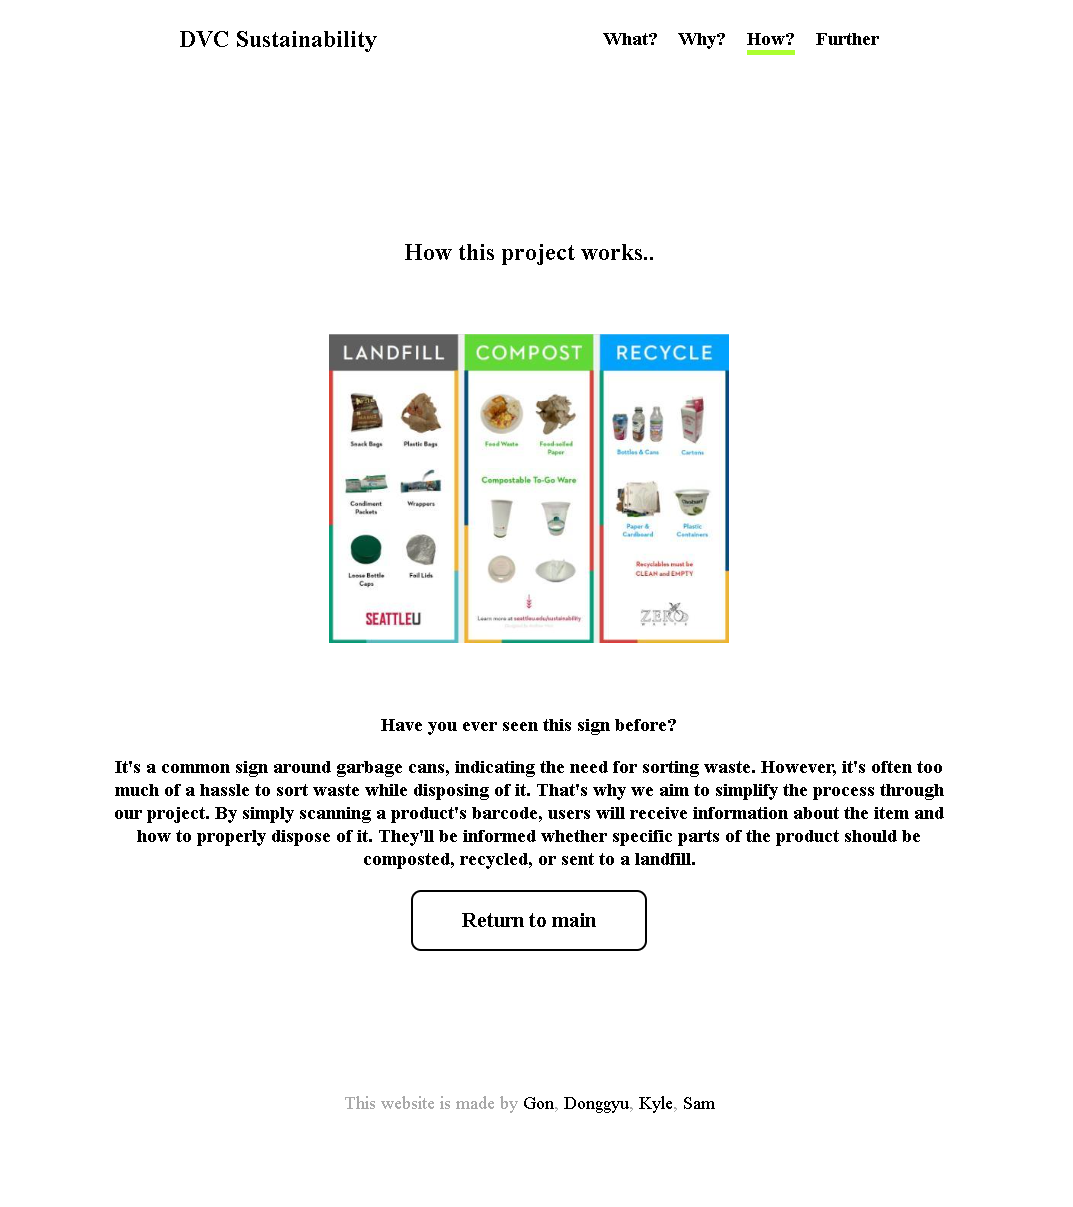 DVC Sustainability
What? Why? How? Further
How this project works..
LANDFILL
Snack Bags Plastic Bags
Condiment Packets
Wrappers
Loose Bottle Caps
Foil Lids
SEATTLEU
COMPOST
Food Waste
Food-soiled Paper
Compostable To-Go Ware
Learn more at seattleu.edu/sustainability
RECYCLE
Bottles & Cans Cartons
Paper & Cardboard
Plastic Containers
Recyclables must be
CLEAN and EMPTY
ZERO
WASTE
Have you ever seen this sign before?
It's a common sign around garbage cans, indicating the need for sorting waste. However, it's often too
much of a hassle to sort waste while disposing of it. That's why we aim to simplify the process through
our project. By simply scanning a product's barcode, users will receive information about the item and
how to properly dispose of it. They'll be informed whether specific parts of the product should be
composted, recycled, or sent to a landfill.
Return to main
This website is made by Gon, Donggyu, Kyle, Sam